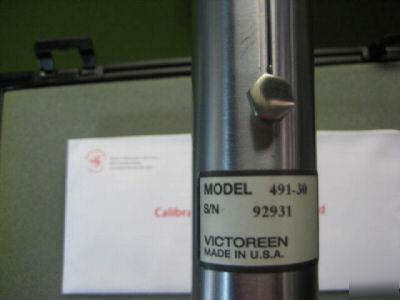 MODEL 491-30
S/N 92931
VICTOREEN
MADE IN U.S.A.
Calibra
d